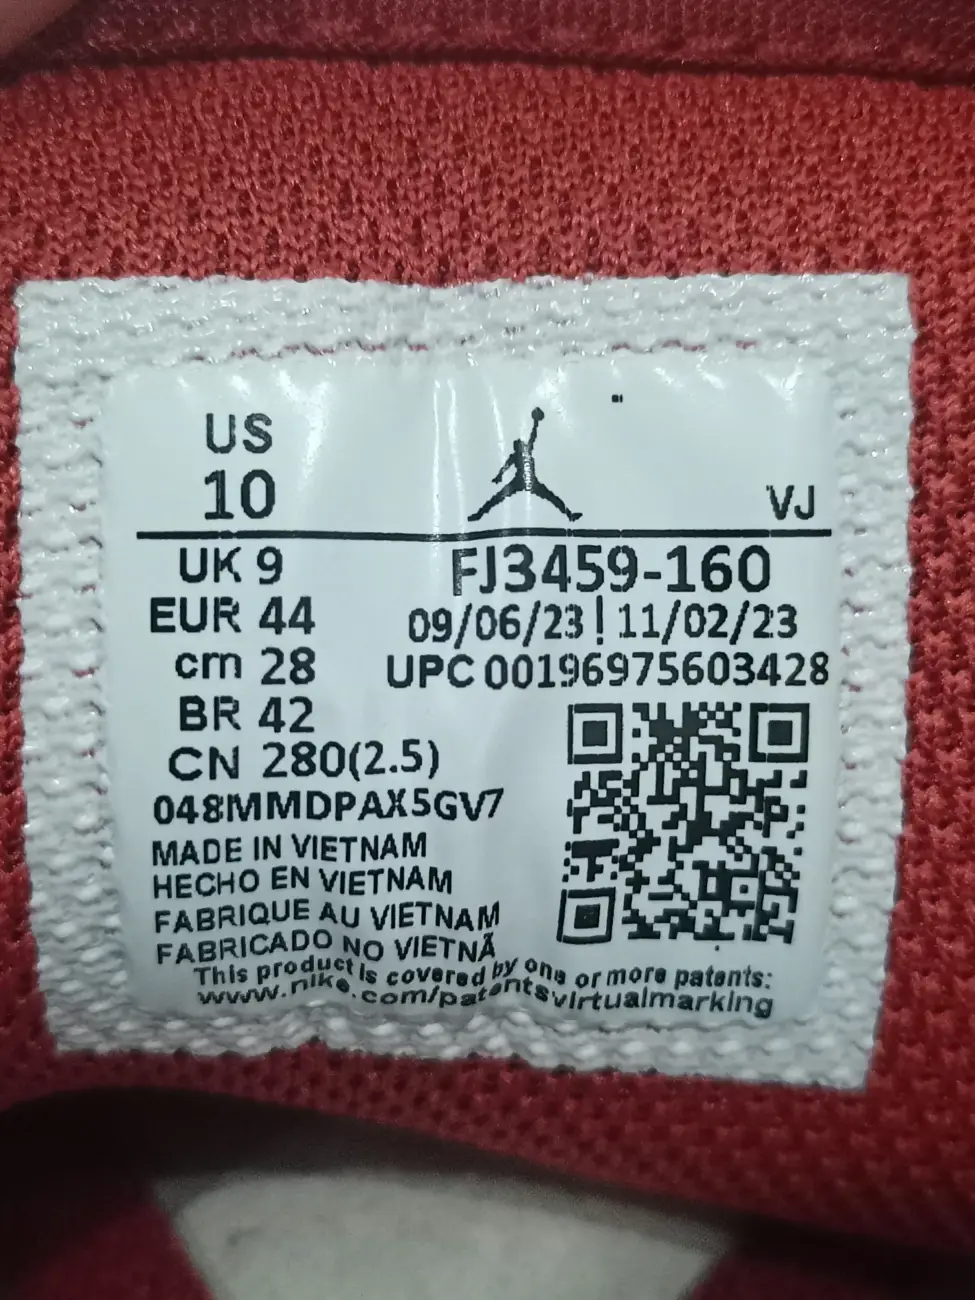 US
10
VJ
UK 9
EUR 44
cm 28
BR 42
CN 280(2.5)
FJ3459-160
09/06/23 | 11/02/23
UPC 00196975603428
048MMDPAX5GV7
MADE IN VIETNAM
HECHO EN VIETNAM
FABRIQUE AU VIETNAM
FABRICADO NO VIETNÃ
This product is covered by one or more patents:
www.nike.com/patentsvirtualmarking